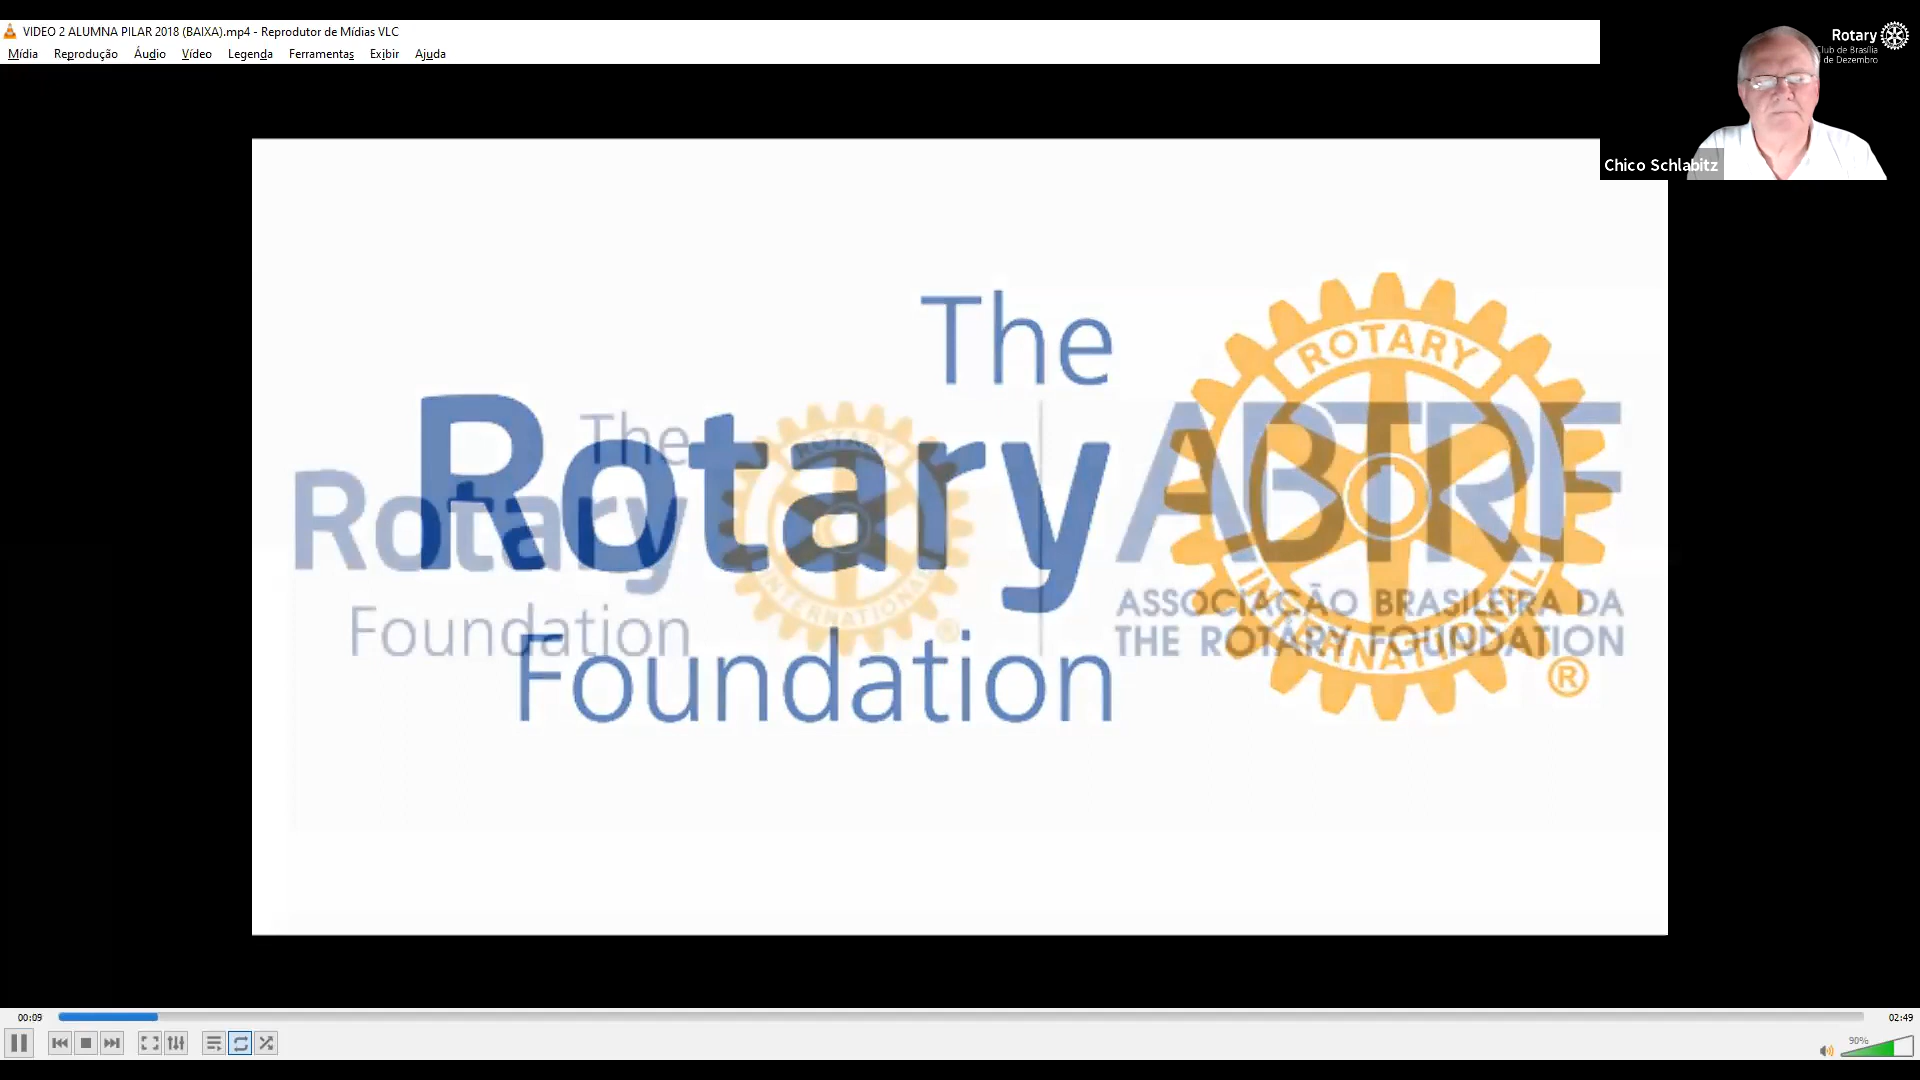 VIDEO 2 ALUMNA PILAR 2018 (BAIXA).mp4 - Reprodutor de Mídias VLC
Mídia Reprodução Áudio Vídeo Legenda Ferramentas Exibir Ajuda
Rotary
Club de Brasília
de Dezembro
Chico Schlabitz
The
Rotary
Foundation
ROTARY
INTERNATIONAL
®
The
Rotary
Foundation
ROTARY
INTERNATIONAL
®
ABTRF
ASSOCIAÇÃO BRASILEIRA DA
THE ROTARY FOUNDATION
00:09
02:49
90%